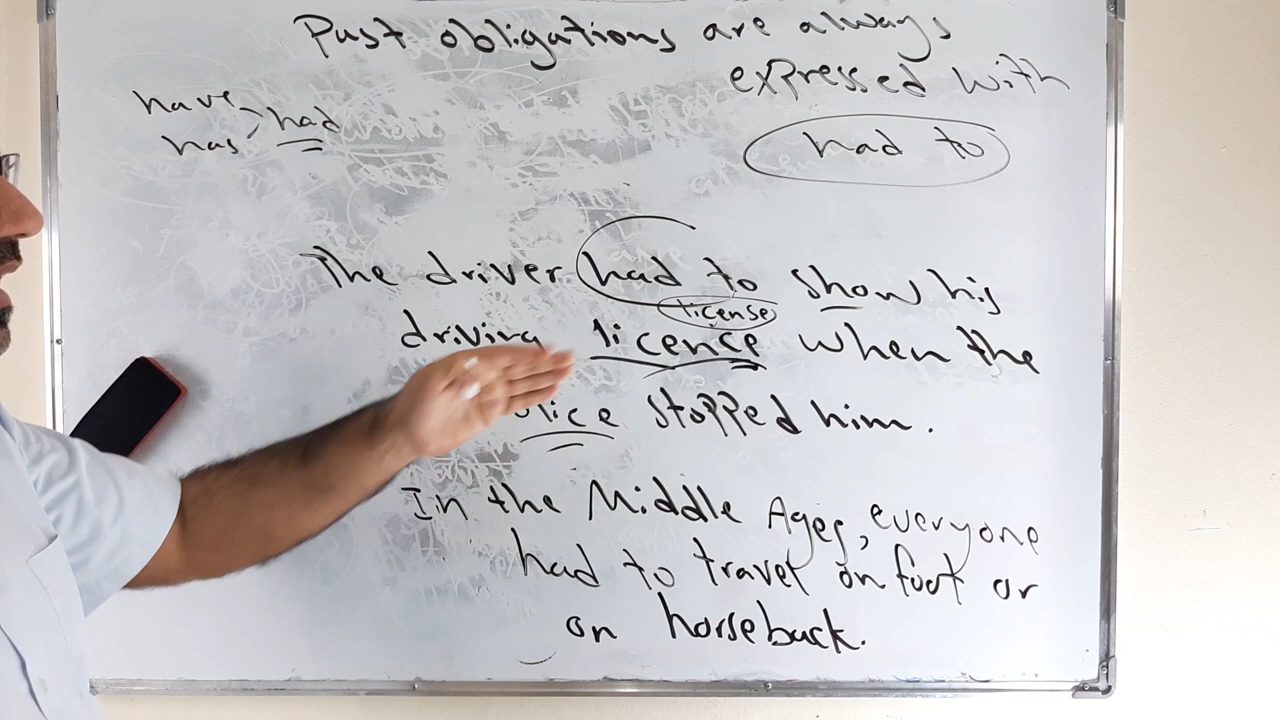 Past obligations are always
expressed with
have
has
had
had to
The driver had to show his
license
driving licence when the
stopped him.
In the Middle Ages, everyone
had to travel on foot or
on horseback.